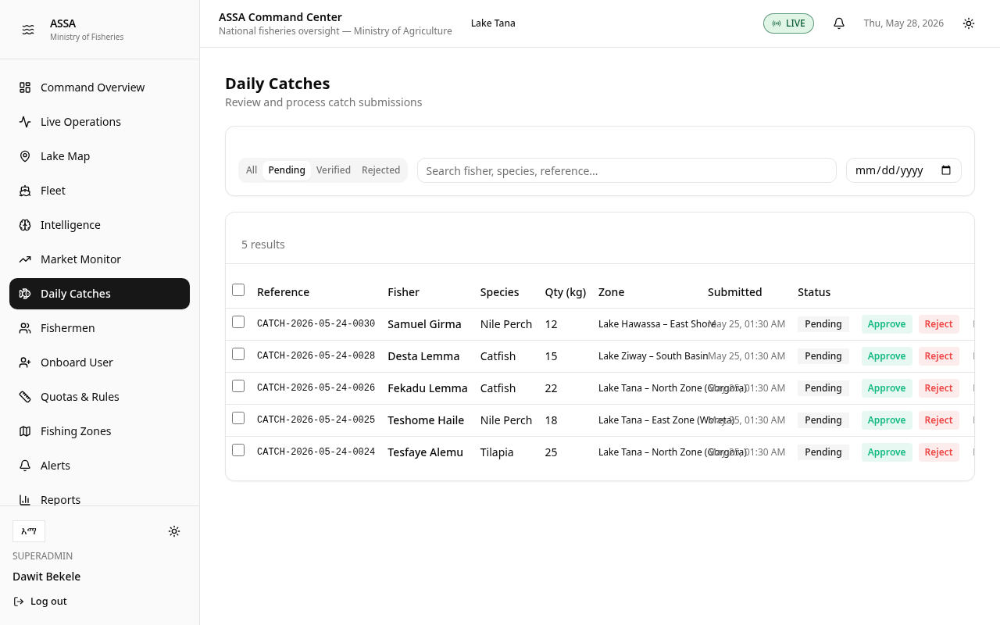 ASSA
Ministry of Fisheries
Command Overview
Live Operations
Lake Map
Fleet
Intelligence
Market Monitor
Daily Catches
Fishermen
Onboard User
Quotas & Rules
Fishing Zones
Alerts
Reports
አማ
SUPERADMIN
Dawit Bekele
Log out
ASSA Command Center
National fisheries oversight — Ministry of Agriculture
Lake Tana
LIVE
Thu, May 28, 2026
Daily Catches
Review and process catch submissions
All Pending Verified Rejected Search fisher, species, reference... mm/dd/yyyy
5 results
Reference Fisher Species Qty (kg) Zone Submitted Status
CATCH-2026-05-24-0030 Samuel Girma Nile Perch 12 Lake Hawassa – East Shore May 25, 01:30 AM Pending Approve Reject
CATCH-2026-05-24-0028 Desta Lemma Catfish 15 Lake Ziway – South Basin May 25, 01:30 AM Pending Approve Reject
CATCH-2026-05-24-0026 Fekadu Lemma Catfish 22 Lake Tana – North Zone (Gorgora) May 25, 01:30 AM Pending Approve Reject
CATCH-2026-05-24-0025 Teshome Haile Nile Perch 18 Lake Tana – East Zone (Woreta) May 25, 01:30 AM Pending Approve Reject
CATCH-2026-05-24-0024 Tesfaye Alemu Tilapia 25 Lake Tana – North Zone (Gorgora) May 25, 01:30 AM Pending Approve Reject